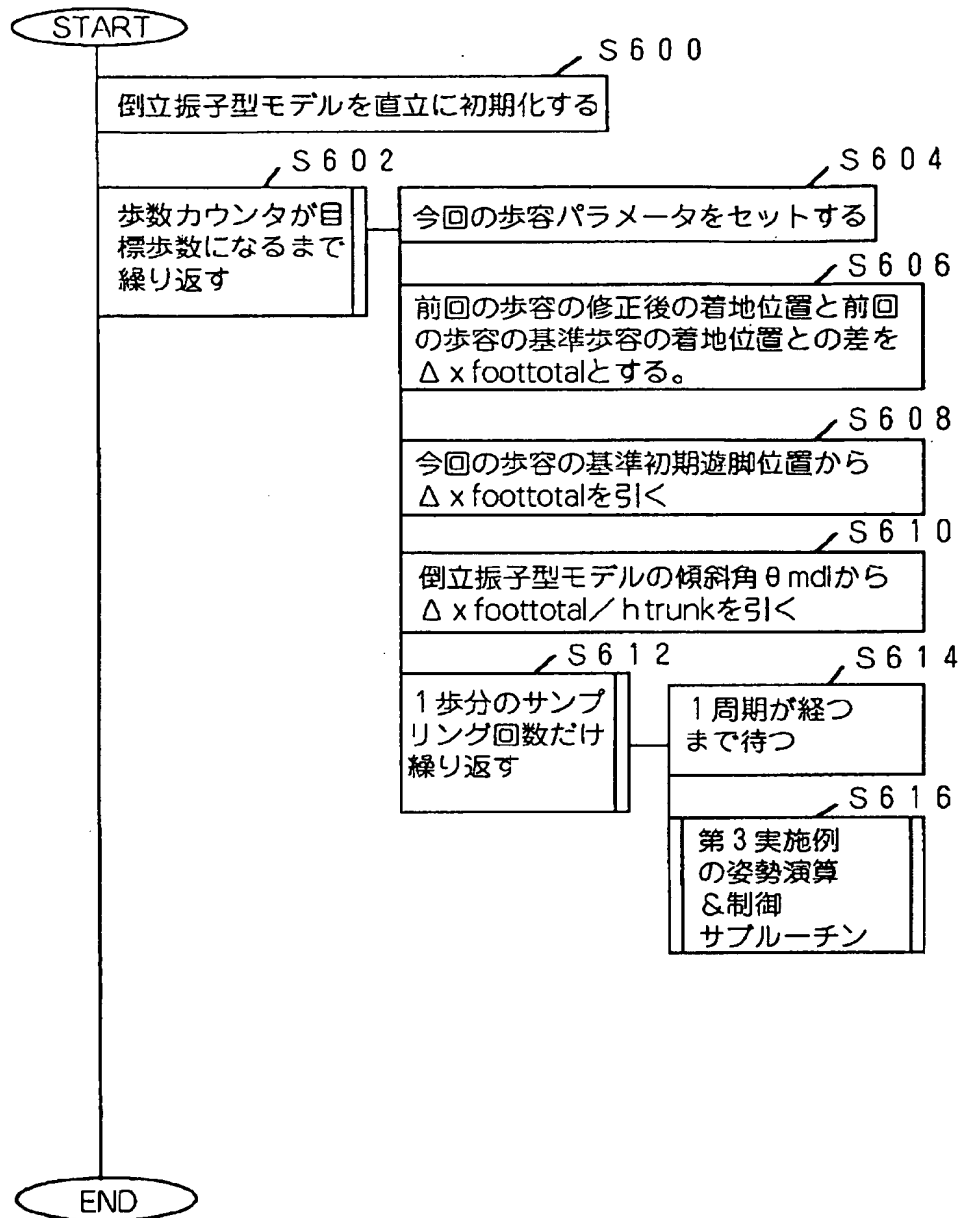 START
S600
倒立振子型モデルを直立に初期化する
S602
歩数カウンタが目
標歩数になるまで
繰り返す
S604
今回の歩容パラメータをセットする
S606
前回の歩容の修正後の着地位置と前回
の歩容の基準歩容の着地位置との差を
Δxfoottotalとする。
S608
今回の歩容の基準初期遊脚位置から
Δxfoottotalを引く
S610
倒立振子型モデルの傾斜角θmdlから
Δxfoottotal/htrunkを引く
S612
1歩分のサンプ
リング回数だけ
繰り返す
S614
1周期が経つ
まで待つ
S616
第3実施例
の姿勢演算
&制御
サブルーチン
END